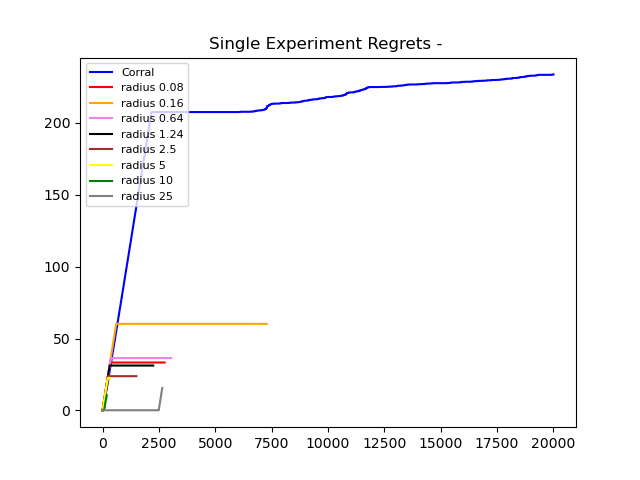 Single Experiment Regrets -
Corral
radius 0.08
radius 0.16
radius 0.64
radius 1.24
radius 2.5
radius 5
radius 10
radius 25
200
150
100
50
0
0 2500 5000 7500 10000 12500 15000 17500 20000